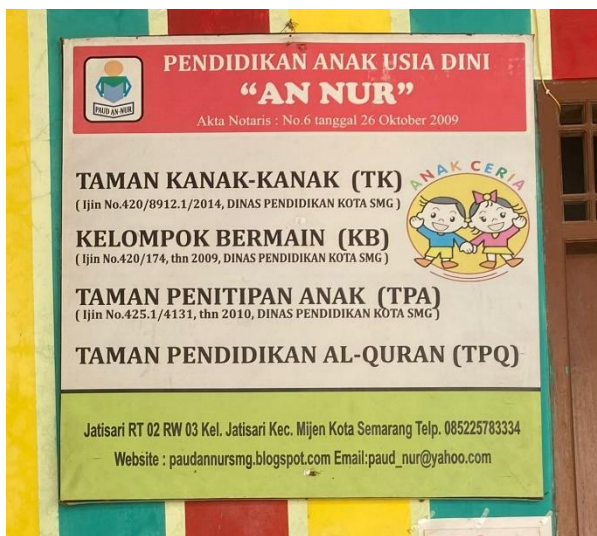 PENDIDIKAN ANAK USIA DINI
"AN NUR"
Akta Notaris : No.6 tanggal 26 Oktober 2009
PAUD AN-NUR
TAMAN KANAK-KANAK (TK)
( Ijin No.420/8912.1/2014, DINAS PENDIDIKAN KOTA SMG )
ANAK CERIA
KELOMPOK BERMAIN (KB)
( Ijin No.420/174, thn 2009, DINAS PENDIDIKAN KOTA SMG )
TAMAN PENITIPAN ANAK (TPA)
( Ijin No.425.1/4131, thn 2010, DINAS PENDIDIKAN KOTA SMG )
TAMAN PENDIDIKAN AL-QURAN (TPQ)
Jatisari RT 02 RW 03 Kel. Jatisari Kec. Mijen Kota Semarang Telp. 085225783334
Website : paudannursmg.blogspot.com Email:paud_nur@yahoo.com